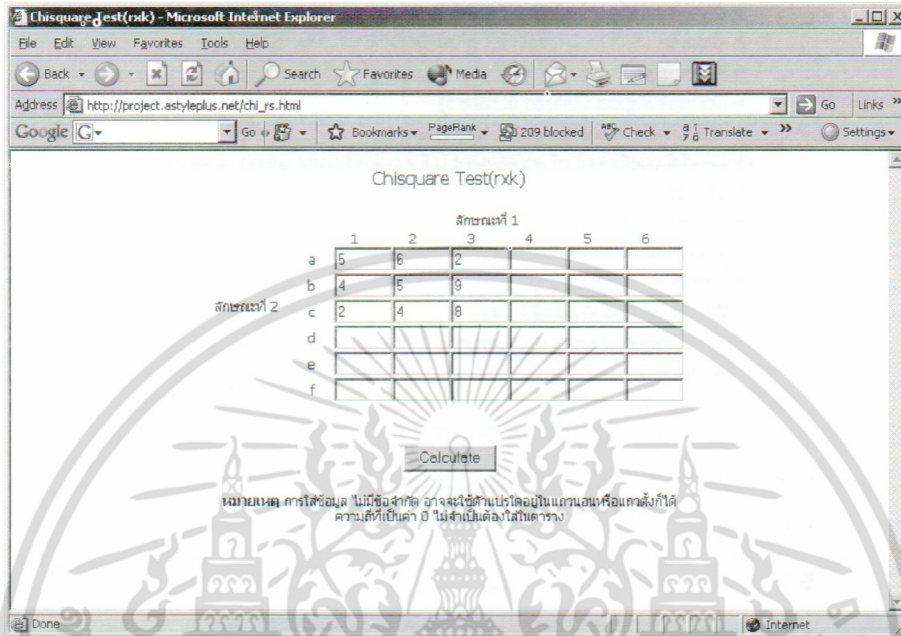 Chisquare Test(rxk) - Microsoft Internet Explorer
File Edit View Favorites Tools Help
Back Search Favorites Media
Address http://project.astyleplus.net/chi_rs.html Go Links »
Google G Go Bookmarks PageRank 209 blocked Check Translate » Settings
Chisquare Test(rxk)
ลักษณะที่ 1
1 2 3 4 5 6
a 5 6 2
b 4 5 9
ลักษณะที่ 2
c 2 4 8
d
e
f
Calculate
หมายเหตุ การใส่ข้อมูล ไม่มีข้อจำกัด อาจจะใช้ตัวแปรใดอยู่ในแถวนอนหรือแถวตั้งก็ได้
ความถี่ที่เป็นค่า 0 ไม่จำเป็นต้องใส่ในตาราง
Done Internet